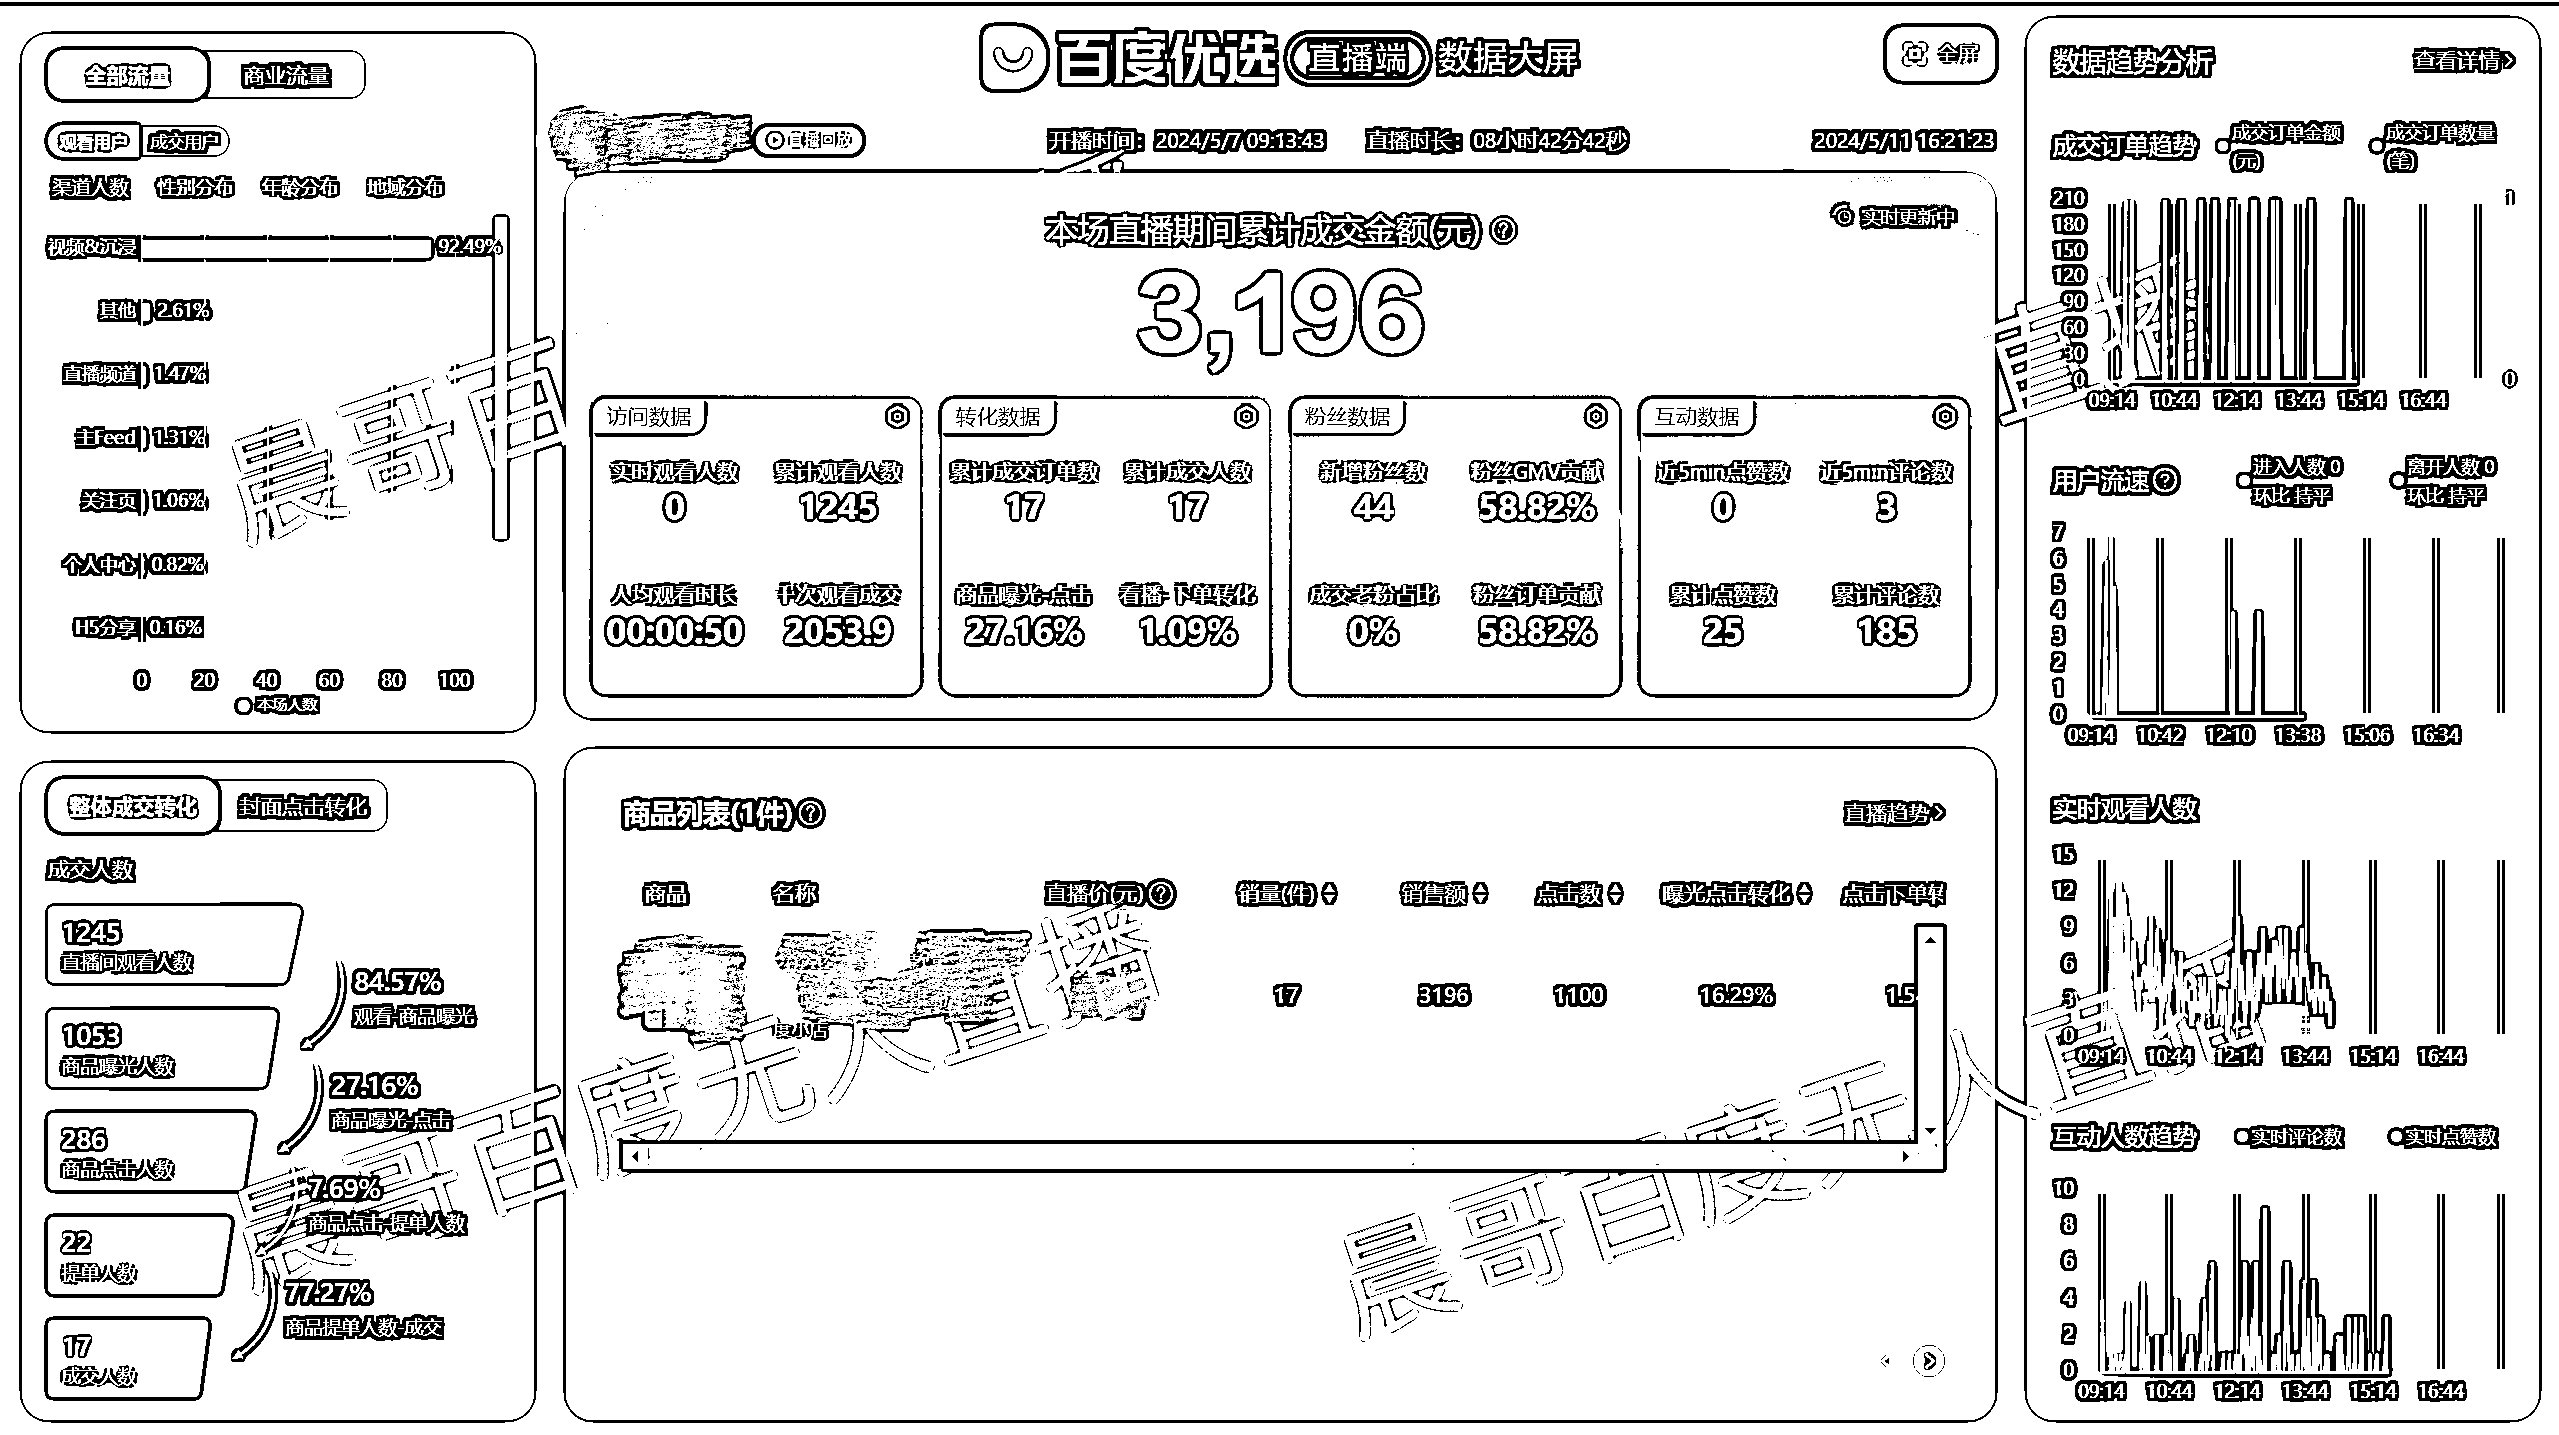 百度优选 直播端 数据大屏
全屏
直播回放
开播时间：2024/5/7 09:13:43
直播时长：08小时42分42秒
2024/5/11 16:21:23
全部流量 商业流量
观看用户 成交用户
渠道人数 性别分布 年龄分布 地域分布
视频&沉浸 92.49%
其他 2.61%
直播频道 1.47%
主Feed 1.31%
关注页 1.06%
个人中心 0.82%
H5分享 0.16%
0 20 40 60 80 100
本场人数
整体成交转化 封面点击转化
成交人数
1245
直播间观看人数
84.57%
观看-商品曝光
1053
商品曝光人数
27.16%
商品曝光-点击
286
商品点击人数
7.69%
商品点击-提单人数
22
提单人数
77.27%
商品提单人数-成交
17
成交人数
实时更新中
本场直播期间累计成交金额(元)
3,196
访问数据
实时观看人数 累计观看人数
0 1245
人均观看时长 千次观看成交
00:00:50 2053.9
转化数据
累计成交订单数 累计成交人数
17 17
商品曝光-点击 看播-下单转化
27.16% 1.09%
粉丝数据
新增粉丝数 粉丝GMV贡献
44 58.82%
成交老粉占比 粉丝订单贡献
0% 58.82%
互动数据
近5min点赞数 近5min评论数
0 3
累计点赞数 累计评论数
25 185
商品列表(1件)
直播趋势
商品 名称 直播价(元) 销量(件) 销售额 点击数 曝光点击转化 点击下单转
17 3196 1100 16.29% 1.5
度小店
数据趋势分析 查看详情
成交订单趋势 成交订单金额(元) 成交订单数量(笔)
210 1
180
150
120
90
60
30
0 0
09:14 10:44 12:14 13:44 15:14 16:44
用户流速 进入人数 0 离开人数 0
环比 持平 环比 持平
7
6
5
4
3
2
1
0
09:14 10:42 12:10 13:38 15:06 16:34
实时观看人数
15
12
9
6
3
0
09:14 10:44 12:14 13:44 15:14 16:44
互动人数趋势 实时评论数 实时点赞数
10
8
6
4
2
0
09:14 10:44 12:14 13:44 15:14 16:44
晨哥百
直播
晨哥百度无人直播
晨哥百度无人直播